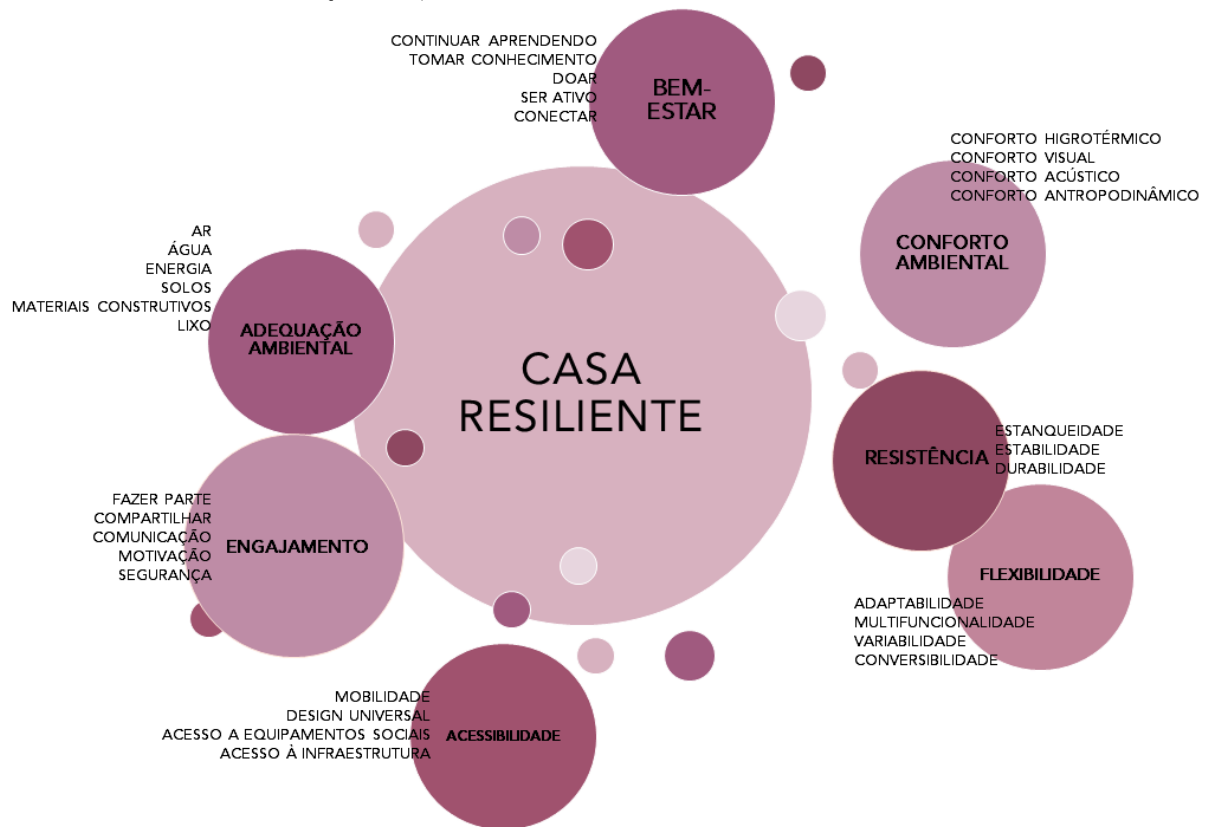 CONTINUAR APRENDENDO
TOMAR CONHECIMENTO
DOAR
SER ATIVO
CONECTAR
BEM-
ESTAR
CONFORTO HIGROTÉRMICO
CONFORTO VISUAL
CONFORTO ACÚSTICO
CONFORTO ANTROPODINÂMICO
CONFORTO
AMBIENTAL
AR
ÁGUA
ENERGIA
SOLOS
MATERIAIS CONSTRUTIVOS
LIXO
ADEQUAÇÃO
AMBIENTAL
CASA
RESILIENTE
RESISTÊNCIA
ESTANQUEIDADE
ESTABILIDADE
DURABILIDADE
FAZER PARTE
COMPARTILHAR
COMUNICAÇÃO
MOTIVAÇÃO
SEGURANÇA
ENGAJAMENTO
FLEXIBILIDADE
ADAPTABILIDADE
MULTIFUNCIONALIDADE
VARIABILIDADE
CONVERSIBILIDADE
MOBILIDADE
DESIGN UNIVERSAL
ACESSO A EQUIPAMENTOS SOCIAIS
ACESSO À INFRAESTRUTURA
ACESSIBILIDADE